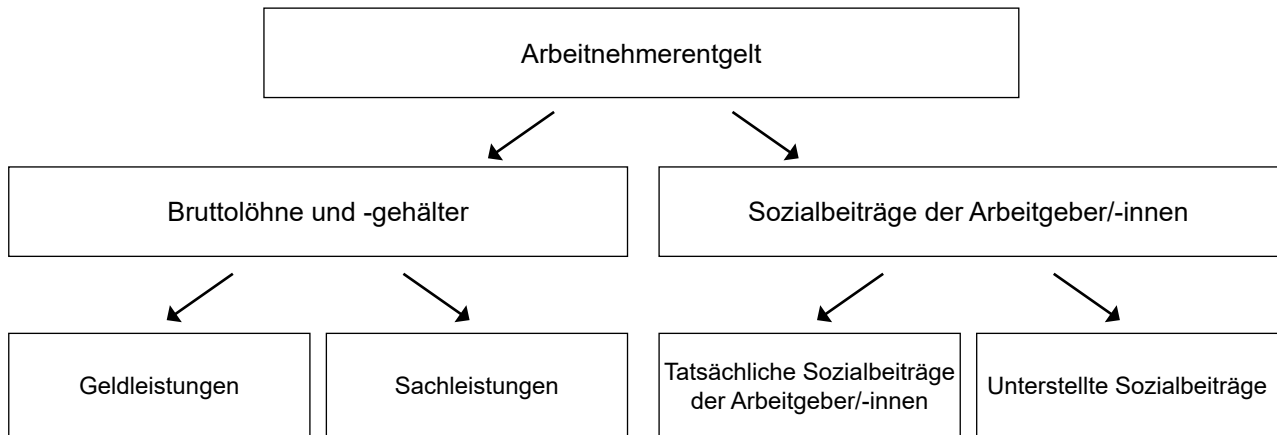 Arbeitnehmerentgelt
Bruttolöhne und -gehälter
Sozialbeiträge der Arbeitgeber/-innen
Geldleistungen
Sachleistungen
Tatsächliche Sozialbeiträge
der Arbeitgeber/-innen
Unterstellte Sozialbeiträge